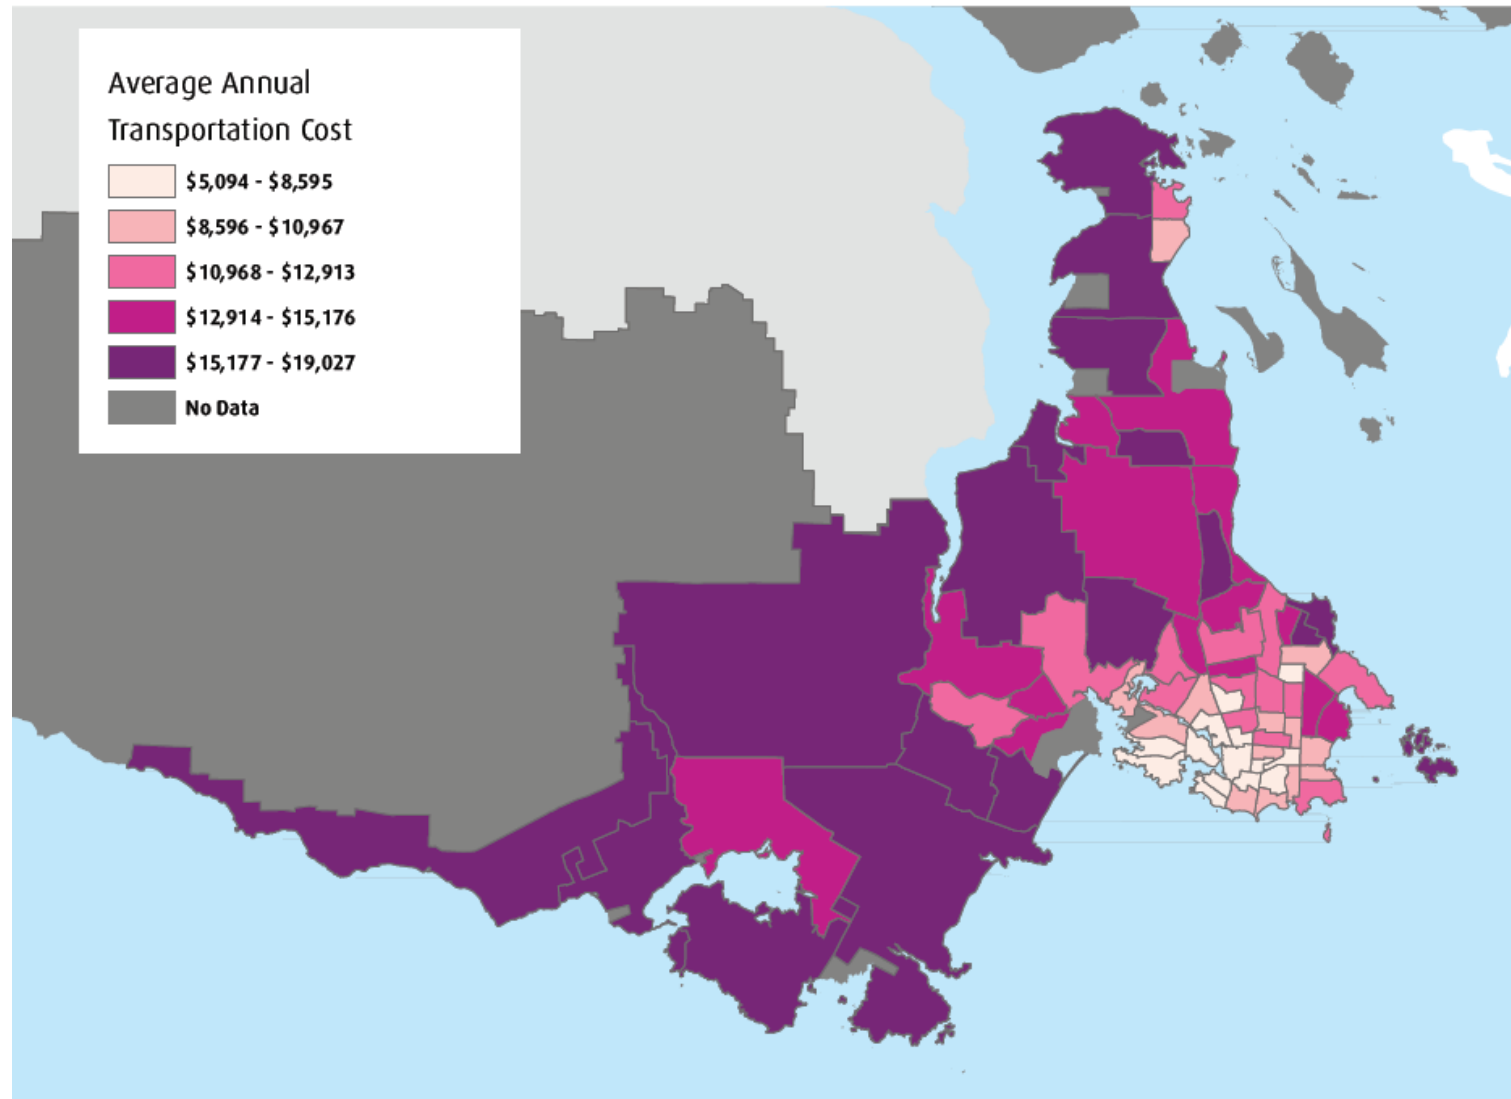 Average Annual
Transportation Cost
$5,094 - $8,595
$8,596 - $10,967
$10,968 - $12,913
$12,914 - $15,176
$15,177 - $19,027
No Data